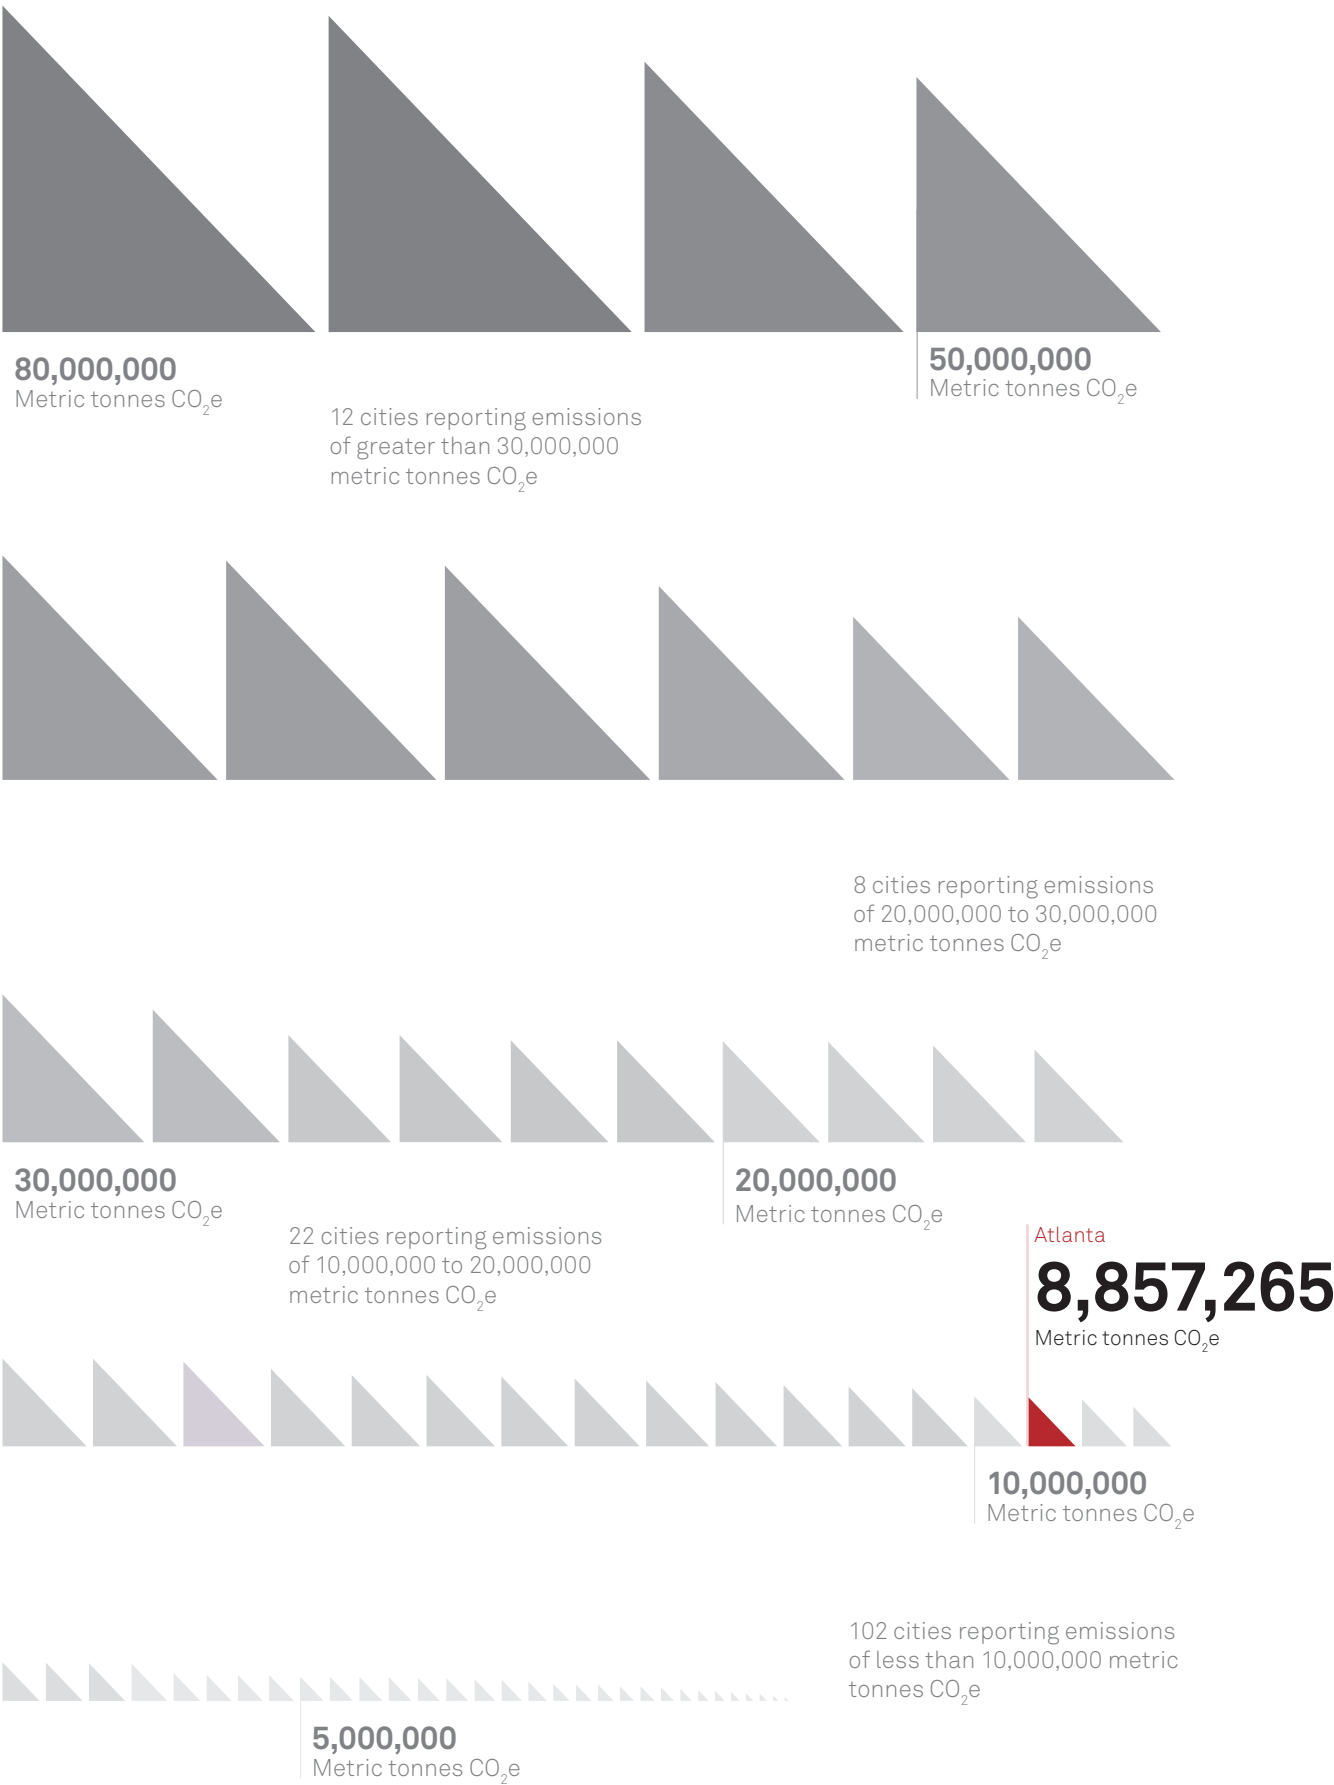 80,000,000
Metric tonnes CO₂e
50,000,000
Metric tonnes CO₂e
12 cities reporting emissions
of greater than 30,000,000
metric tonnes CO₂e
8 cities reporting emissions
of 20,000,000 to 30,000,000
metric tonnes CO₂e
30,000,000
Metric tonnes CO₂e
20,000,000
Metric tonnes CO₂e
22 cities reporting emissions
of 10,000,000 to 20,000,000
metric tonnes CO₂e
Atlanta
8,857,265
Metric tonnes CO₂e
10,000,000
Metric tonnes CO₂e
102 cities reporting emissions
of less than 10,000,000 metric
tonnes CO₂e
5,000,000
Metric tonnes CO₂e